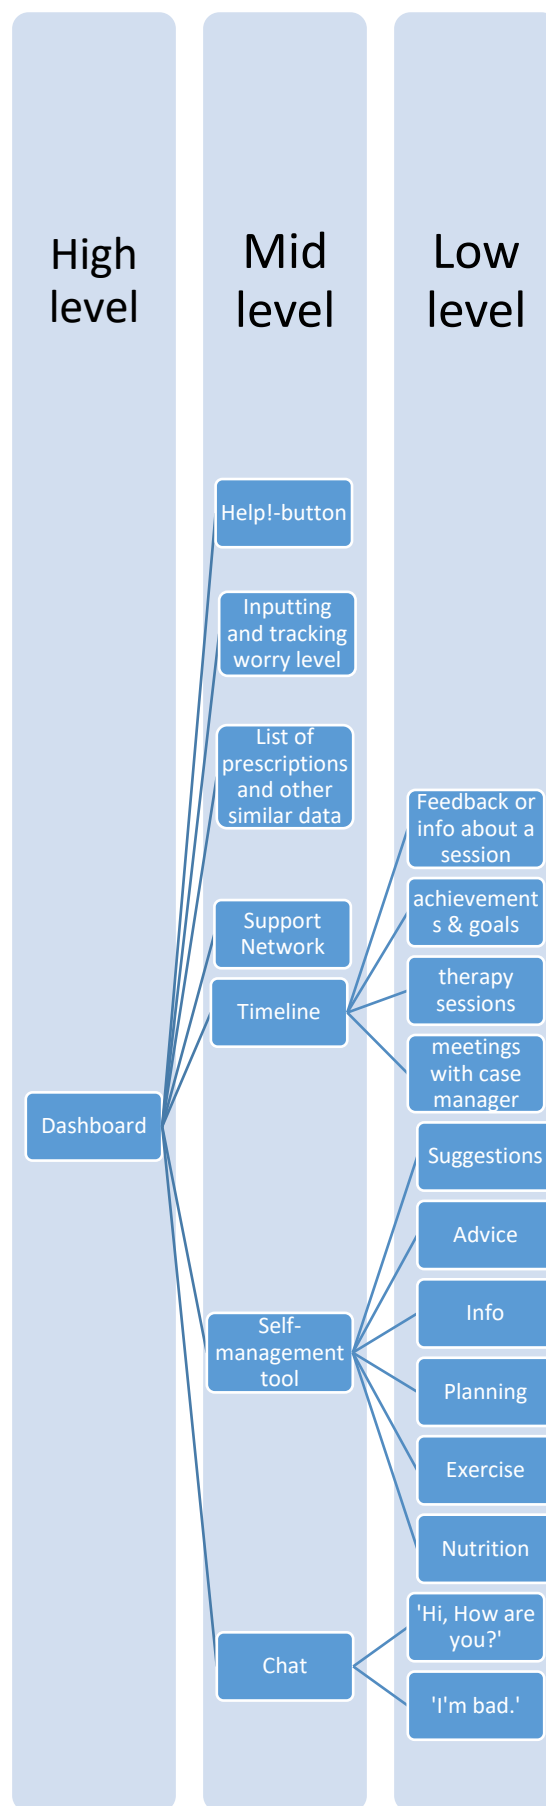 High
level
Mid
level
Low
level
Help!-button
Inputting
and tracking
worry level
List of
prescriptions
and other
similar data
Feedback or
info about a
session
achievement
s & goals
Support
Network
therapy
sessions
Timeline
meetings
with case
manager
Dashboard
Suggestions
Advice
Info
Self-
management
tool
Planning
Exercise
Nutrition
'Hi, How are
you?'
Chat
'I'm bad.'